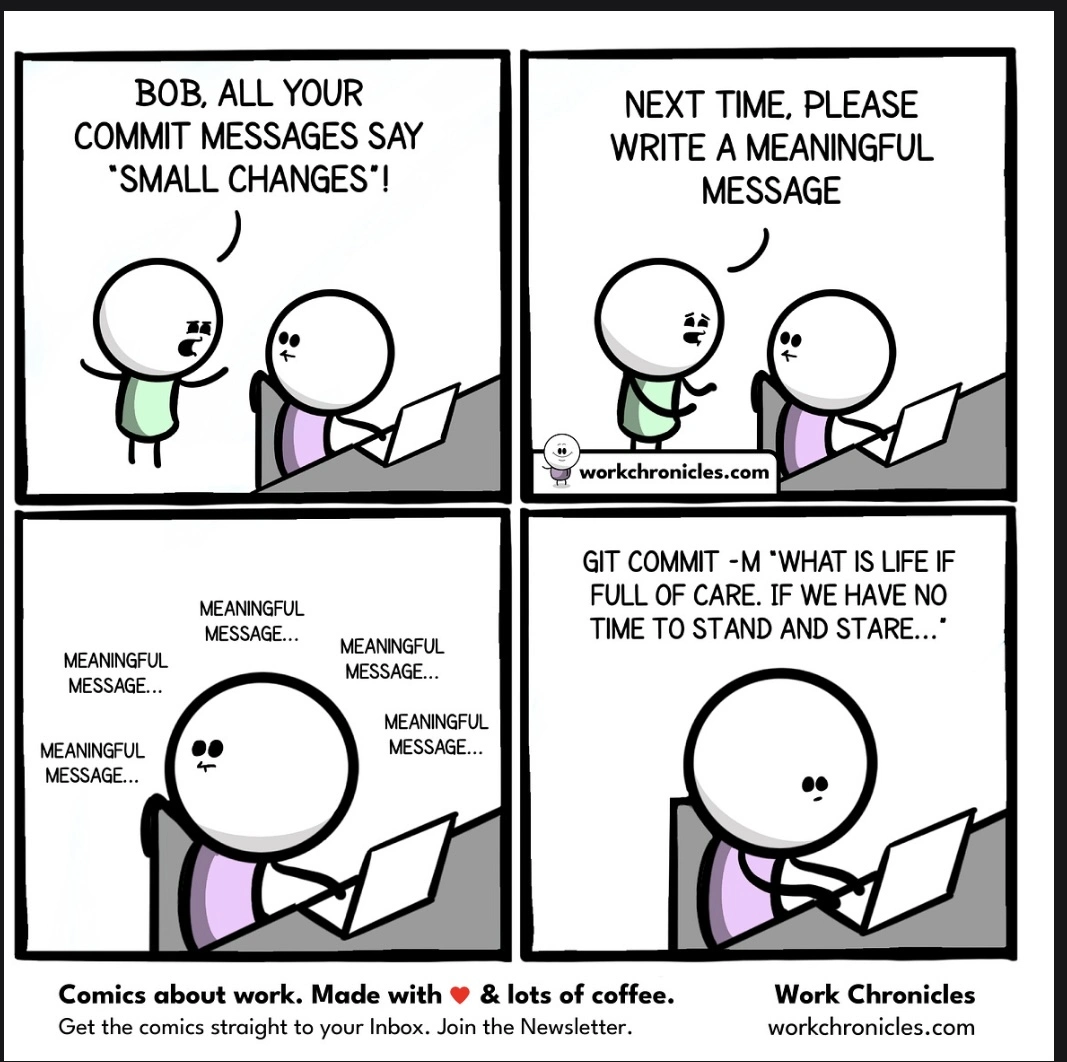 BOB, ALL YOUR
COMMIT MESSAGES SAY
"SMALL CHANGES"!
NEXT TIME, PLEASE
WRITE A MEANINGFUL
MESSAGE
workchronicles.com
MEANINGFUL
MESSAGE...
MEANINGFUL
MESSAGE...
MEANINGFUL
MESSAGE...
MEANINGFUL
MESSAGE...
MEANINGFUL
MESSAGE...
GIT COMMIT -M "WHAT IS LIFE IF
FULL OF CARE. IF WE HAVE NO
TIME TO STAND AND STARE..."
Comics about work. Made with ❤ & lots of coffee.
Get the comics straight to your Inbox. Join the Newsletter.
Work Chronicles
workchronicles.com